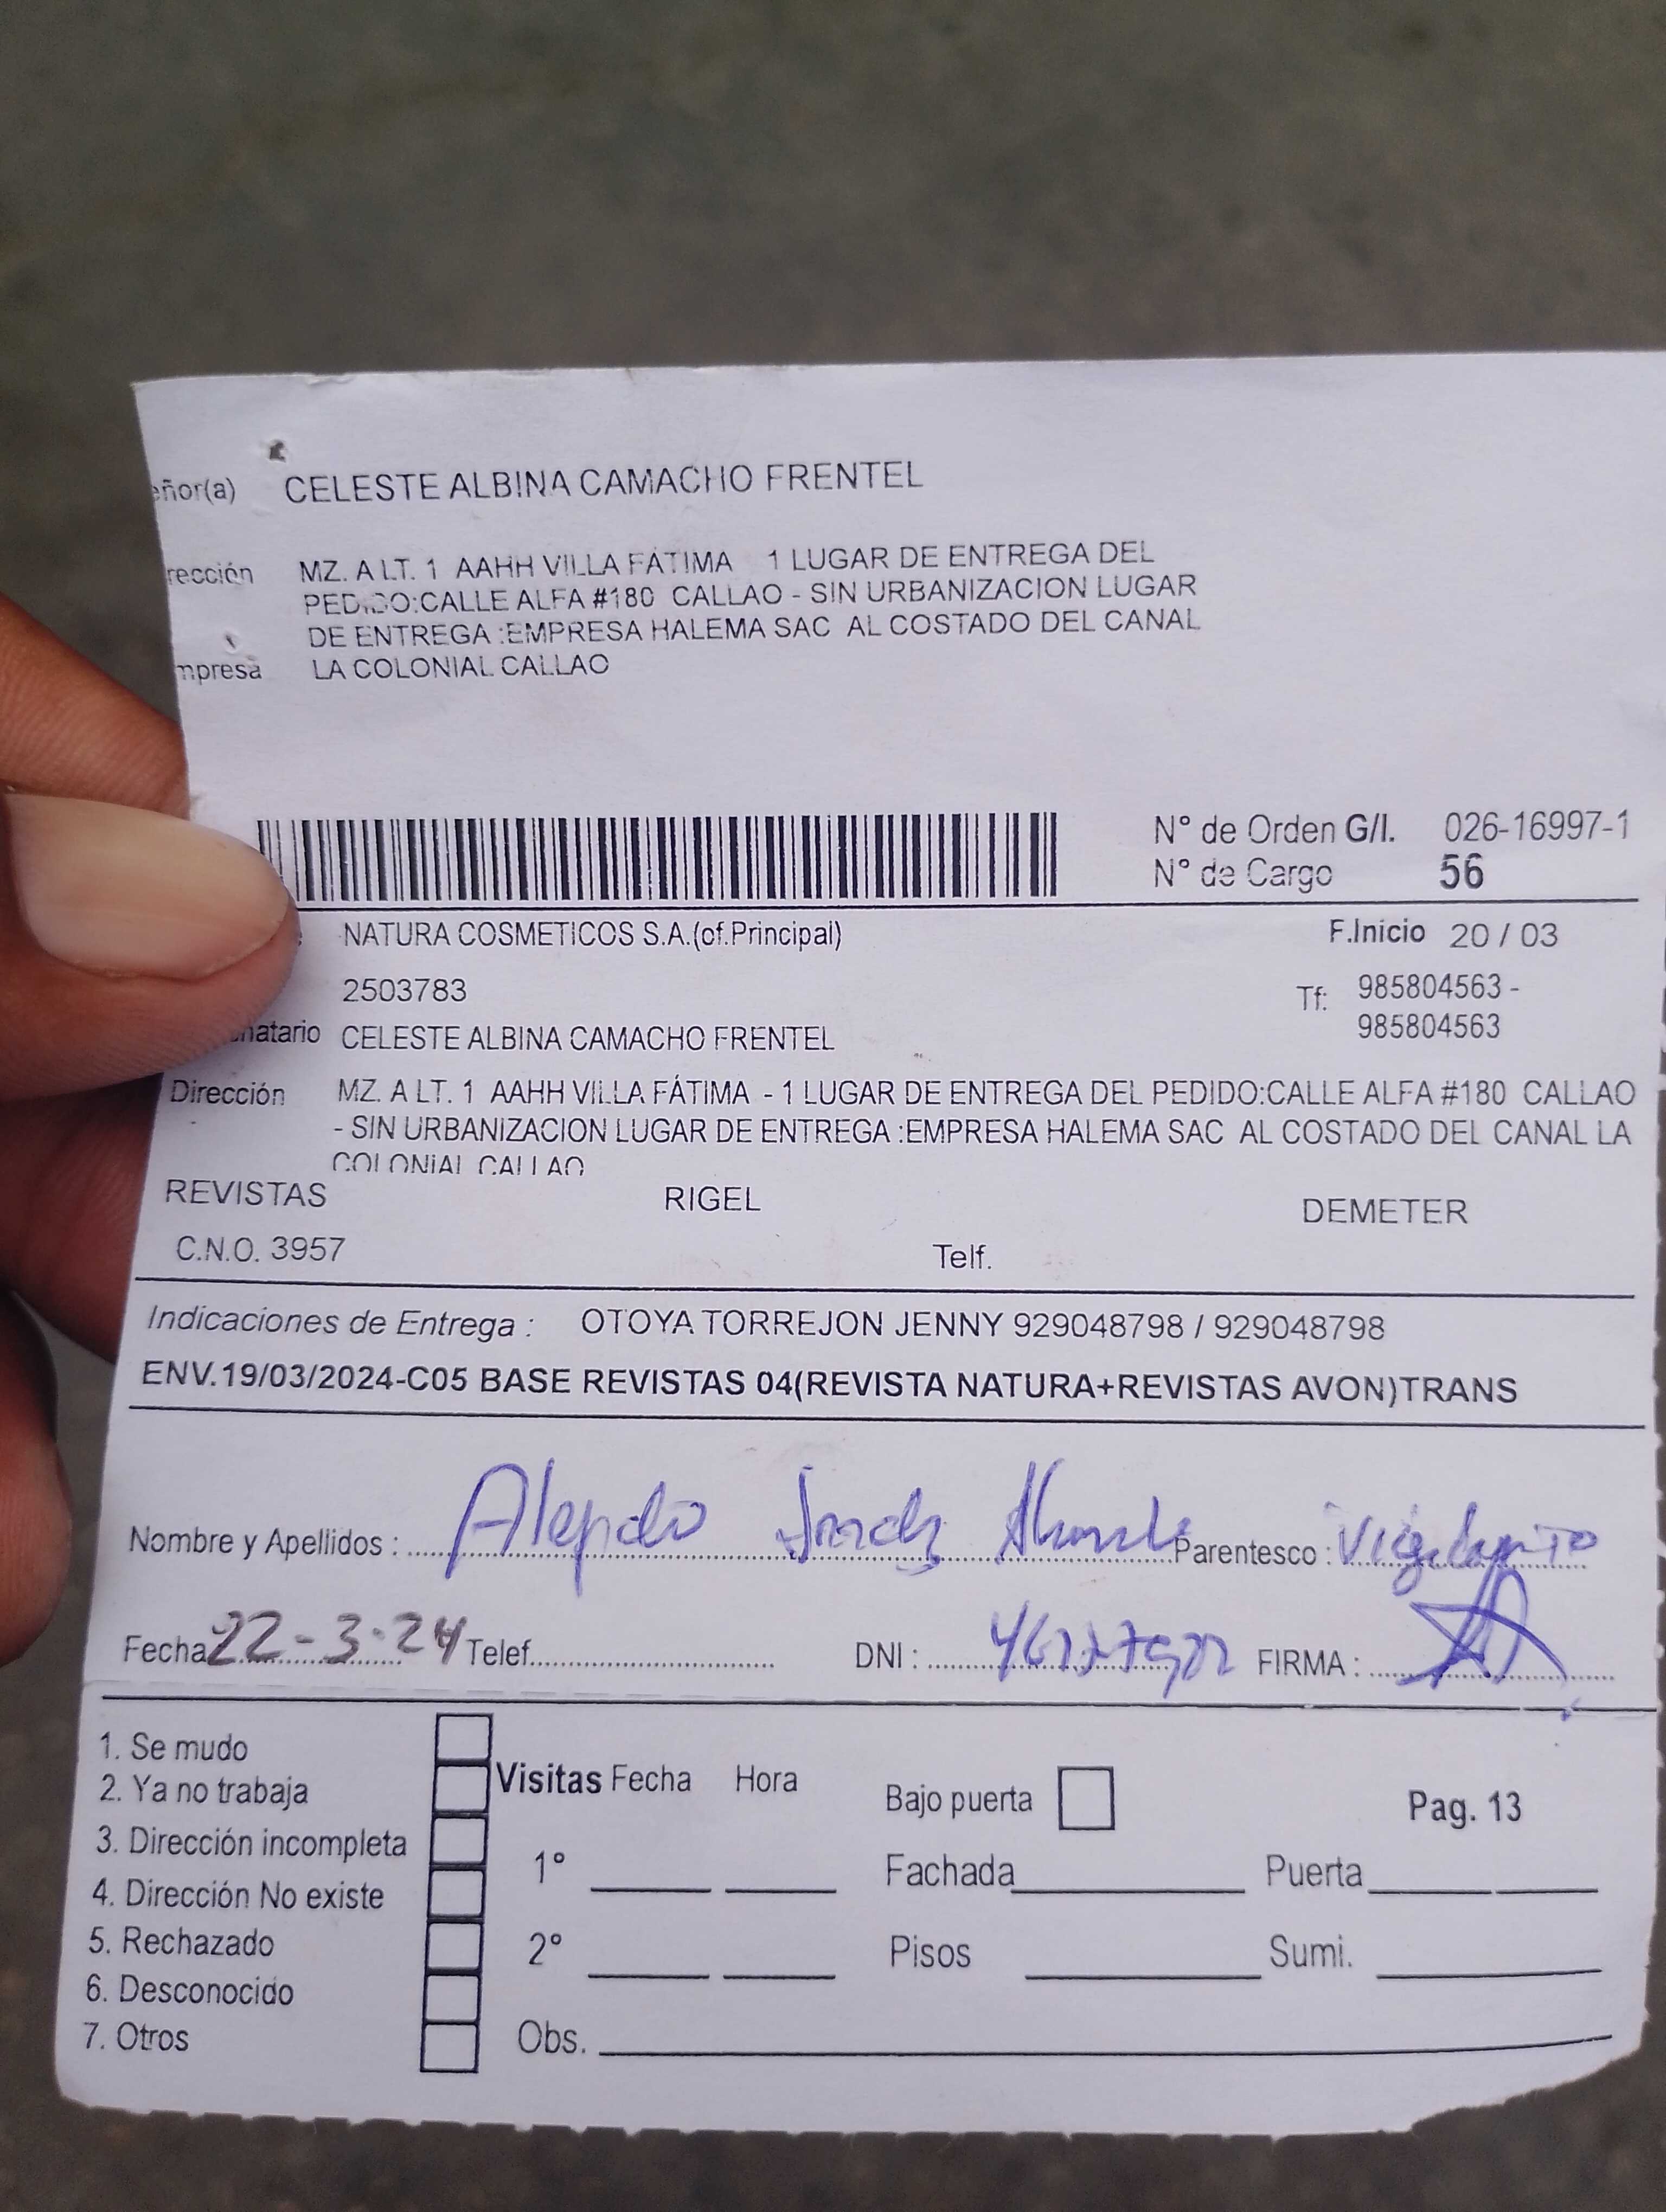 eñor(a) CELESTE ALBINA CAMACHO FRENTEL
rección MZ. A LT. 1 AAHH VILLA FÁTIMA 1 LUGAR DE ENTREGA DEL
PEDIDO:CALLE ALFA #180 CALLAO - SIN URBANIZACION LUGAR
DE ENTREGA :EMPRESA HALEMA SAC AL COSTADO DEL CANAL
mpresa LA COLONIAL CALLAO
N° de Orden G/I. 026-16997-1
N° de Cargo 56
NATURA COSMETICOS S.A.(of.Principal) F.Inicio 20 / 03
2503783 Tf: 985804563 -
985804563
natario CELESTE ALBINA CAMACHO FRENTEL
Dirección MZ. A LT. 1 AAHH VILLA FÁTIMA - 1 LUGAR DE ENTREGA DEL PEDIDO:CALLE ALFA #180 CALLAO
- SIN URBANIZACION LUGAR DE ENTREGA :EMPRESA HALEMA SAC AL COSTADO DEL CANAL LA
COLONIAL CALLAO
REVISTAS RIGEL DEMETER
C.N.O. 3957 Telf.
Indicaciones de Entrega : OTOYA TORREJON JENNY 929048798 / 929048798
ENV.19/03/2024-C05 BASE REVISTAS 04(REVISTA NATURA+REVISTAS AVON)TRANS
Nombre y Apellidos : Parentesco :
Fecha 22-3-24 Telef. DNI : FIRMA :
1. Se mudo
2. Ya no trabaja
3. Dirección incompleta
4. Dirección No existe
5. Rechazado
6. Desconocido
7. Otros
Visitas Fecha Hora
1°
2°
Obs.
Bajo puerta Pag. 13
Fachada Puerta
Pisos Sumi.